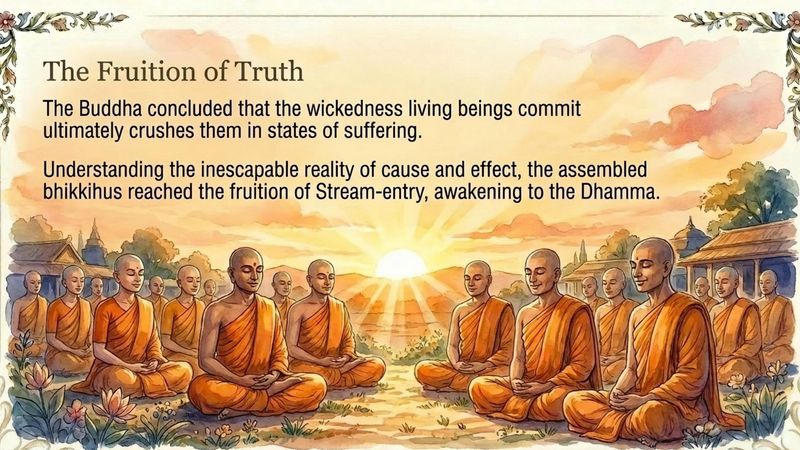 The Fruition of Truth
The Buddha concluded that the wickedness living beings commit
ultimately crushes them in states of suffering.
Understanding the inescapable reality of cause and effect, the assembled
bhikkihus reached the fruition of Stream-entry, awakening to the Dhamma.